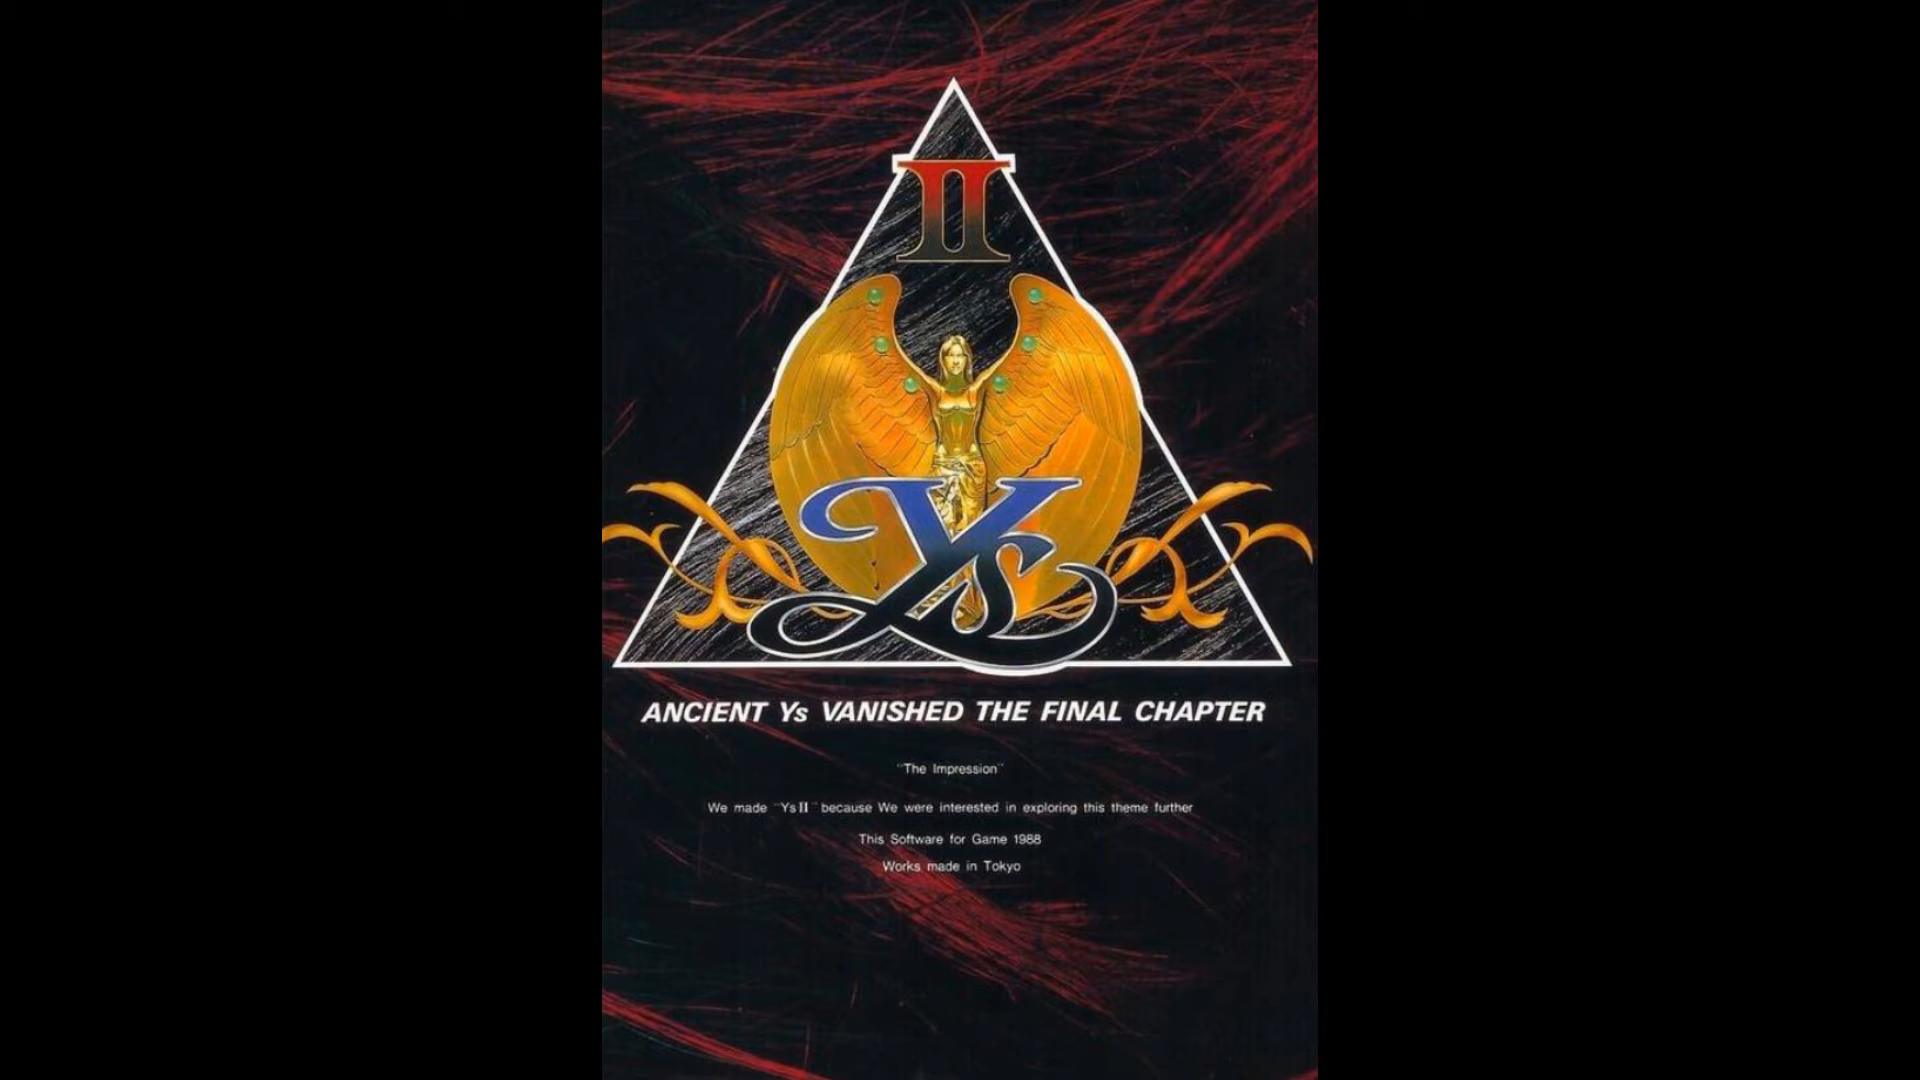 II
Ys
ANCIENT Ys VANISHED THE FINAL CHAPTER
"The Impression"
We made "Ys II" because We were interested in exploring this theme further
This Software for Game 1988
Works made in Tokyo